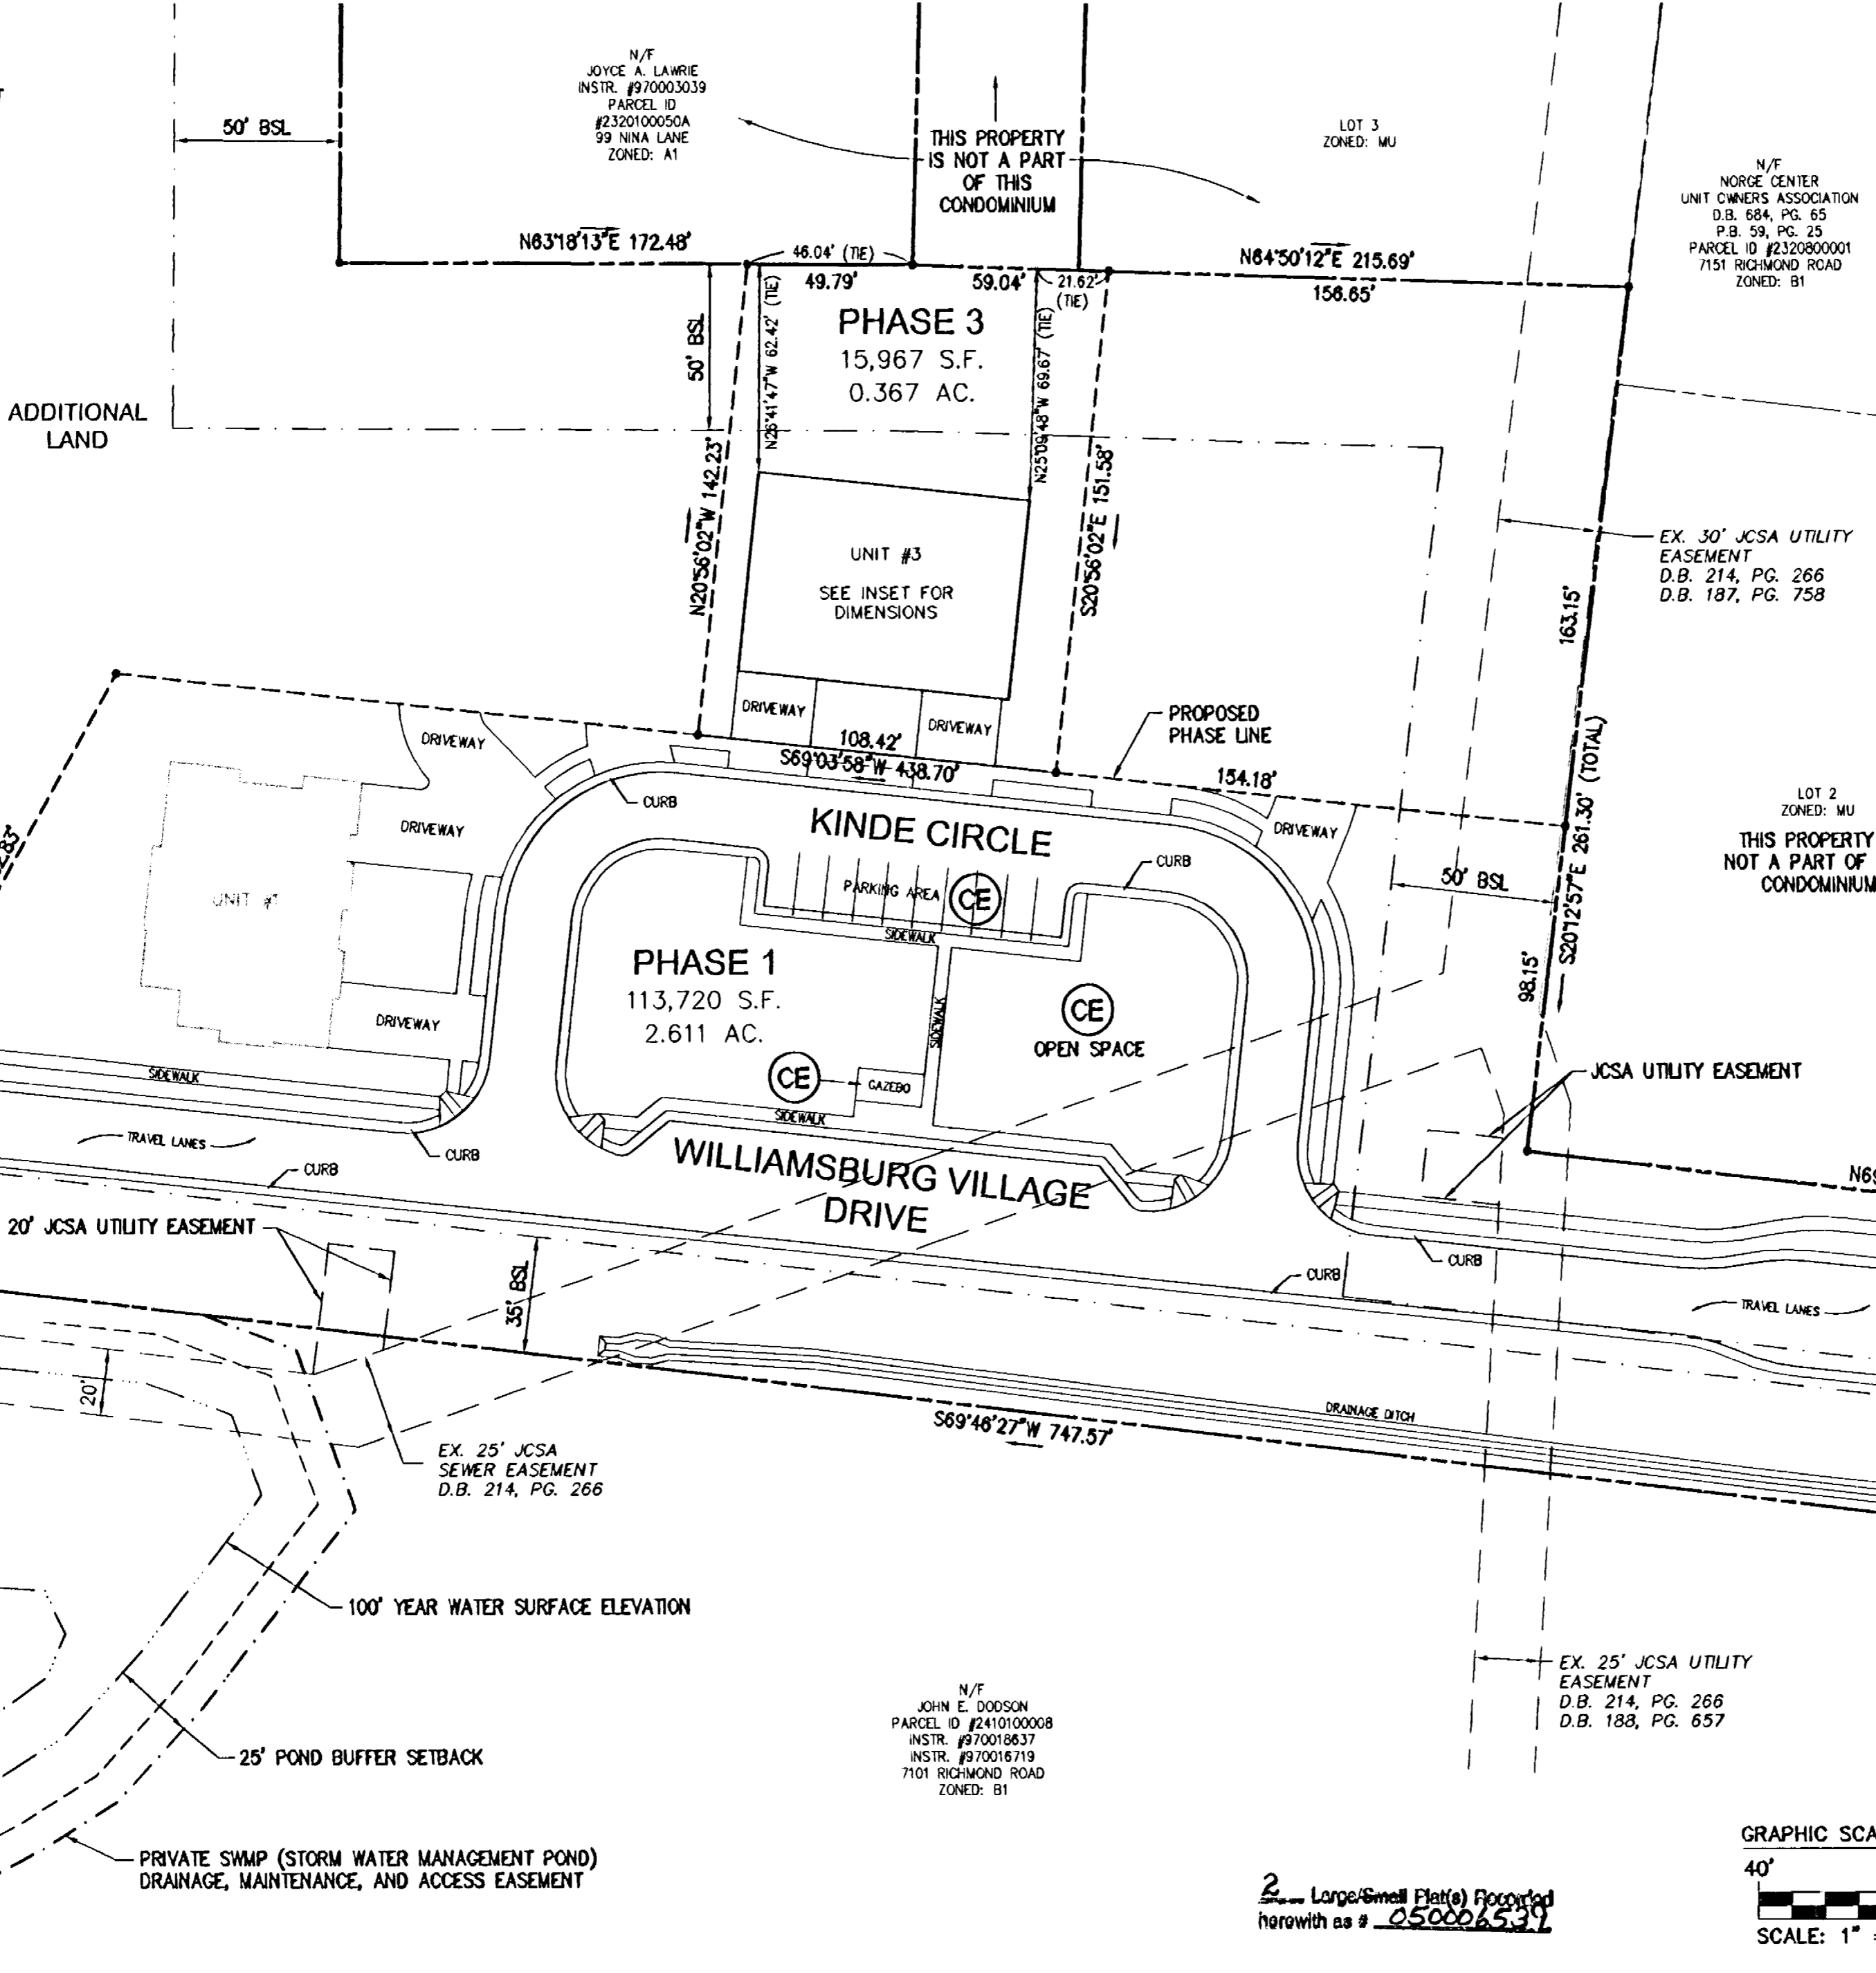 N/F
JOYCE A. LAWRIE
INSTR. #970003039
PARCEL ID
#2320100050A
99 NINA LANE
ZONED: A1
50' BSL
THIS PROPERTY
IS NOT A PART
OF THIS
CONDOMINIUM
LOT 3
ZONED: MU
N/F
NORGE CENTER
UNIT OWNERS ASSOCIATION
D.B. 684, PG. 65
P.B. 59, PG. 25
PARCEL ID #2320800001
7151 RICHMOND ROAD
ZONED: B1
N63°18'13"E 172.48'
46.04' (TIE)
49.79'
59.04'
21.62'
(TIE)
N64°50'12"E 215.69'
156.65'
PHASE 3
15,967 S.F.
0.367 AC.
50' BSL
N26°41'47"W 62.42' (TIE)
N25°09'48"W 69.67' (TIE)
ADDITIONAL
LAND
N20°56'02"W 142.23'
S20°56'02"E 151.58'
UNIT #3
SEE INSET FOR
DIMENSIONS
EX. 30' JCSA UTILITY
EASEMENT
D.B. 214, PG. 266
D.B. 187, PG. 758
163.15'
DRIVEWAY
DRIVEWAY
DRIVEWAY
PROPOSED
PHASE LINE
108.42'
S69°03'58"W 438.70'
154.18'
S20°12'57"E 261.30' (TOTAL)
CURB
KINDE CIRCLE
DRIVEWAY
DRIVEWAY
CURB
LOT 2
ZONED: MU
THIS PROPERTY
NOT A PART OF
CONDOMINIUM
50' BSL
PARKING AREA
CE
UNIT #1
SIDEWALK
PHASE 1
113,720 S.F.
2.611 AC.
98.15'
DRIVEWAY
SIDEWALK
CE
OPEN SPACE
CE
GAZEBO
JCSA UTILITY EASEMENT
SIDEWALK
SIDEWALK
TRAVEL LANES
CURB
CURB
WILLIAMSBURG VILLAGE
DRIVE
N69
20' JCSA UTILITY EASEMENT
35' BSL
CURB
CURB
TRAVEL LANES
20'
DRAINAGE DITCH
S69°46'27"W 747.57'
EX. 25' JCSA
SEWER EASEMENT
D.B. 214, PG. 266
100' YEAR WATER SURFACE ELEVATION
EX. 25' JCSA UTILITY
EASEMENT
D.B. 214, PG. 266
D.B. 188, PG. 657
N/F
JOHN E. DODSON
PARCEL ID #2410100008
INSTR. #970018637
INSTR. #970016719
7101 RICHMOND ROAD
ZONED: B1
25' POND BUFFER SETBACK
PRIVATE SWMP (STORM WATER MANAGEMENT POND)
DRAINAGE, MAINTENANCE, AND ACCESS EASEMENT
2 Large/Small Plat(s) Recorded
herewith as # 050006539
GRAPHIC SCA
40'
SCALE: 1" =